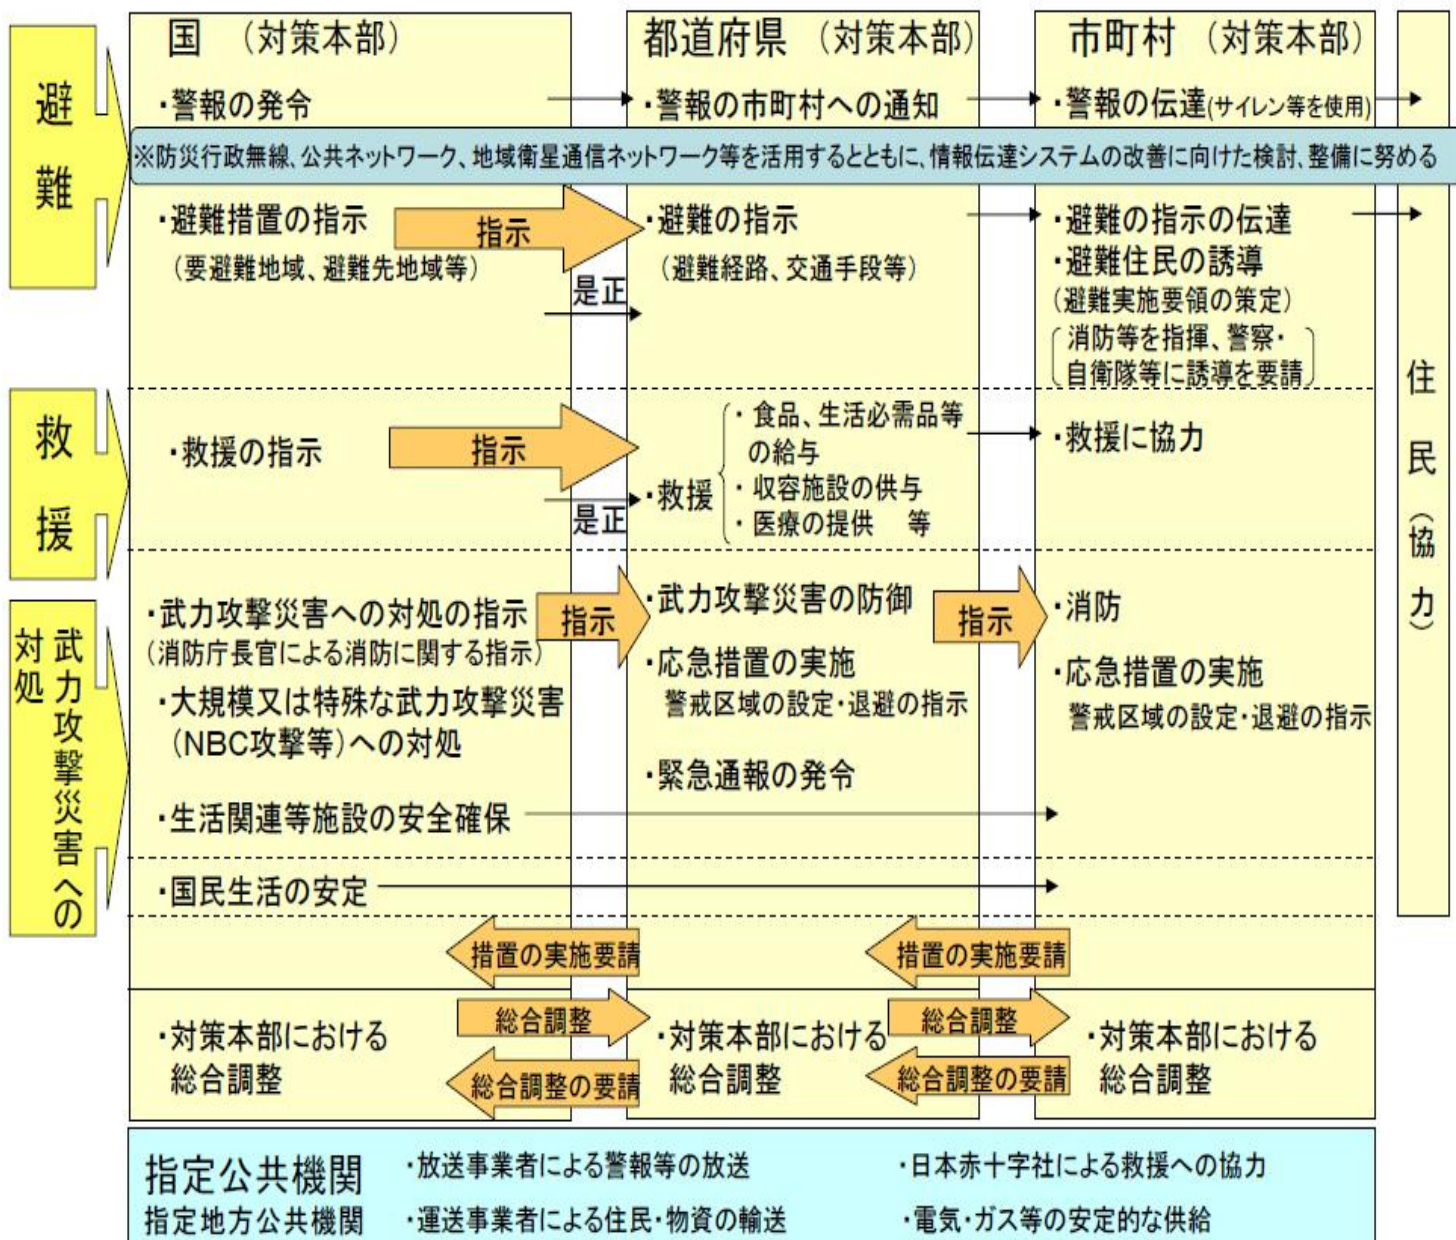 避難
国 （対策本部）
都道府県 （対策本部）
市町村 （対策本部）
・警報の発令
・警報の市町村への通知
・警報の伝達(サイレン等を使用)
※防災行政無線、公共ネットワーク、地域衛星通信ネットワーク等を活用するとともに、情報伝達システムの改善に向けた検討、整備に努める
・避難措置の指示
（要避難地域、避難先地域等）
指示
是正
・避難の指示
（避難経路、交通手段等）
・避難の指示の伝達
・避難住民の誘導
（避難実施要領の策定）
消防等を指揮、警察・
自衛隊等に誘導を要請
住民（協力）
救援
・救援の指示
指示
是正
・救援
・食品、生活必需品等
の給与
・収容施設の供与
・医療の提供　等
・救援に協力
武力攻撃災害への
対処
・武力攻撃災害への対処の指示
（消防庁長官による消防に関する指示）
・大規模又は特殊な武力攻撃災害
（NBC攻撃等）への対処
・生活関連等施設の安全確保
指示
・武力攻撃災害の防御
・応急措置の実施
警戒区域の設定・退避の指示
・緊急通報の発令
指示
・消防
・応急措置の実施
警戒区域の設定・退避の指示
・国民生活の安定
措置の実施要請
措置の実施要請
・対策本部における
総合調整
総合調整
総合調整の要請
・対策本部における
総合調整
総合調整
総合調整の要請
・対策本部における
総合調整
指定公共機関
指定地方公共機関
・放送事業者による警報等の放送
・日本赤十字社による救援への協力
・運送事業者による住民・物資の輸送
・電気・ガス等の安定的な供給